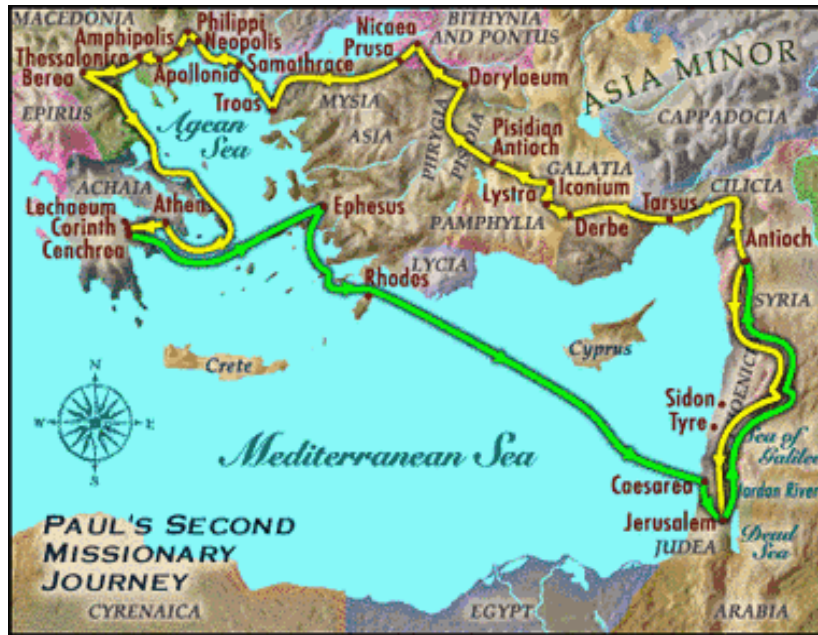 MACEDONIA
Philippi
Nicaea
BITHYNIA
AND PONTUS
Amphipolis
Neopolis
Prusa
Thessalonica
Samothrace
Dorylaeum
ASIA MINOR
Berea
Apollonia
EPIRUS
Troas
MYSIA
CAPPADOCIA
Agean
Sea
ASIA
PHRYGIA
PISIDIA
Pisidian
Antioch
GALATIA
Iconium
CILICIA
ACHAIA
Lystra
Lechaeum
Athens
Ephesus
PAMPHYLIA
Derbe
Tarsus
Corinth
Cenchrea
LYCIA
Antioch
Rhodes
SYRIA
Crete
Cyprus
HOENIC
N
W
E
S
Sidon
Tyre
Sea of
Galilee
Mediterranean Sea
Caesarea
Jordan River
Jerusalem
Dead
Sea
JUDEA
PAUL'S SECOND
MISSIONARY
JOURNEY
CYRENAICA
EGYPT
ARABIA